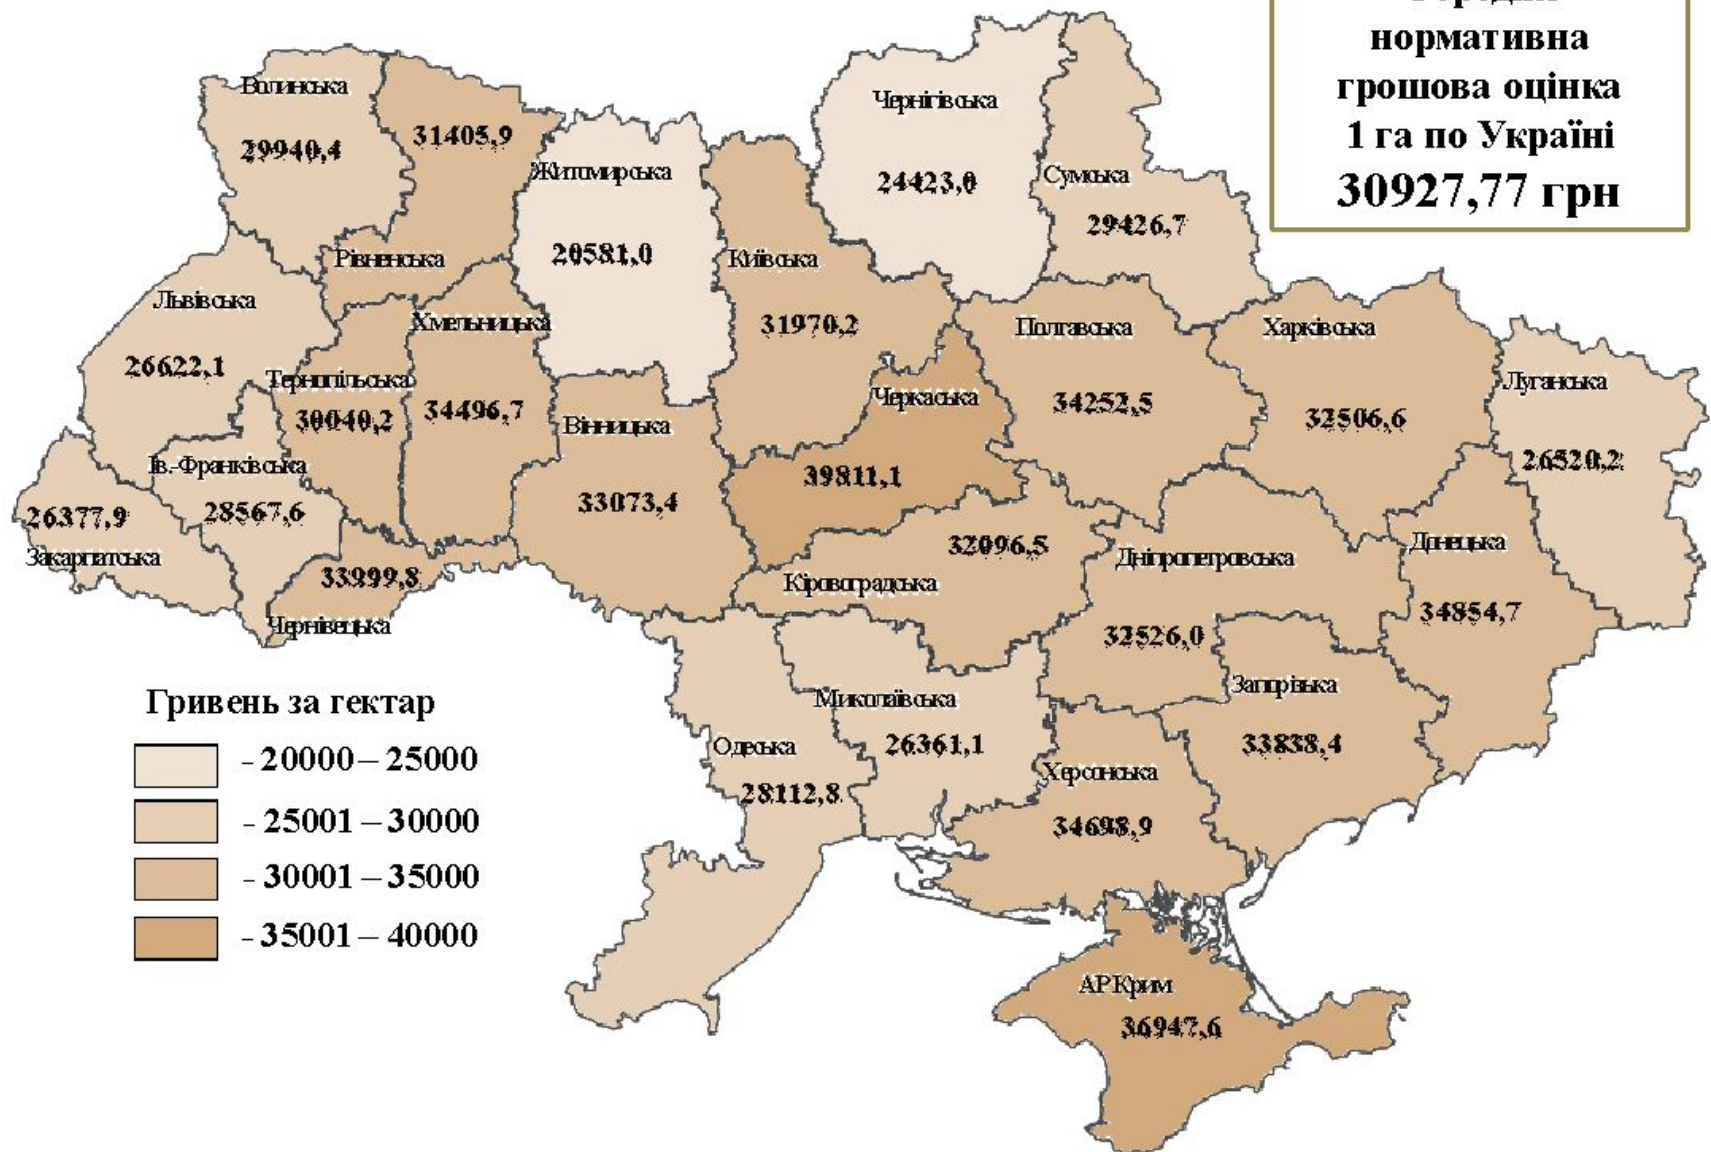 нормативна
грошова оцінка
1 га по Україні
30927,77 грн
Волинська
29940,4
31405,9
Рівненська
Житомирська
20581,0
Чернігівська
24423,0
Сумська
29426,7
Київська
31970,2
Львівська
26622,1
Хмельницька
34496,7
Тернопільська
30040,2
Полтавська
34252,5
Харківська
32506,6
Луганська
26520,2
Черкаська
39811,1
Вінницька
33073,4
Ів.-Франківська
28567,6
26377,9
Закарпатська
33999,8
Чернівецька
32096,5
Кіровоградська
Дніпропетровська
32526,0
Донецька
34854,7
Запорізька
33838,4
Миколаївська
26361,1
Одеська
28112,8
Херсонська
34698,9
АР Крим
36947,6
Гривень за гектар
- 20000 – 25000
- 25001 – 30000
- 30001 – 35000
- 35001 – 40000